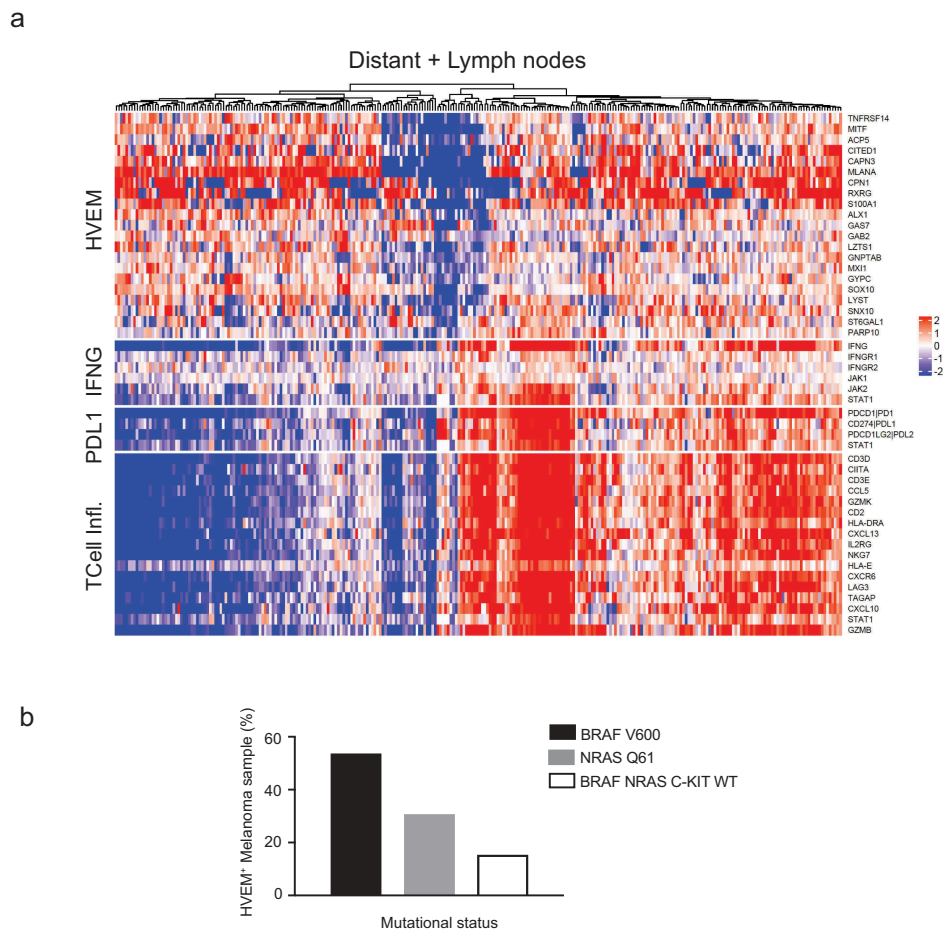 a
Distant + Lymph nodes
HVEM
TNFRSF14
MITF
ACP5
CITED1
CAPN3
MLANA
CPN1
RXRG
S100A1
ALX1
GAS7
GAB2
LZTS1
GNPTAB
MXI1
GYPC
SOX10
LYST
SNX10
ST6GAL1
PARP10
IFNG
IFNG
IFNGR1
IFNGR2
JAK1
JAK2
STAT1
PDL1
PDCD1|PD1
CD274|PDL1
PDCD1LG2|PDL2
STAT1
TCell Infl.
CD3D
CIITA
CD3E
CCL5
GZMK
CD2
HLA-DRA
CXCL13
IL2RG
NKG7
HLA-E
CXCR6
LAG3
TAGAP
CXCL10
STAT1
GZMB
2
1
0
-1
-2
b
HVEM+ Melanoma sample (%)
60
40
20
0
Mutational status
BRAF V600
NRAS Q61
BRAF NRAS C-KIT WT